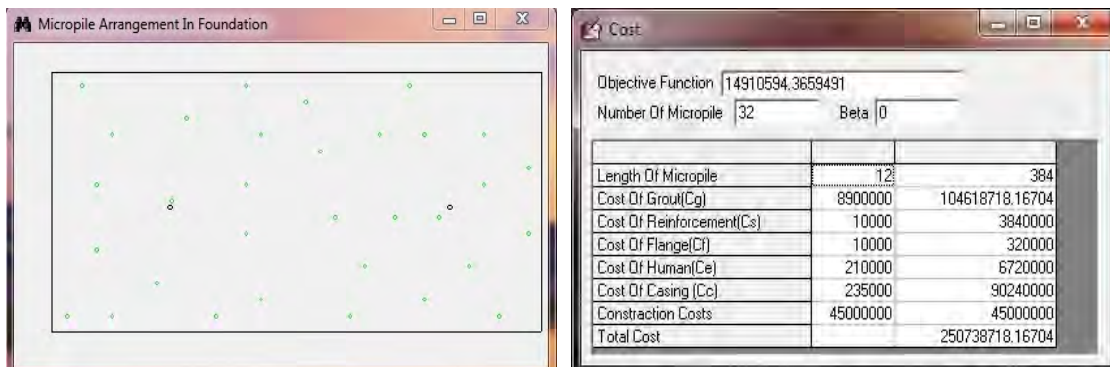 Micropile Arrangement In Foundation
Cost
Objective Function 14910594.3659491
Number Of Micropile 32 Beta 0
Length Of Micropile 12 384
Cost Of Grout(Cg) 8900000 104618718.16704
Cost Of Reinforcement(Cs) 10000 3840000
Cost Of Flange(Cf) 10000 320000
Cost Of Human(Ce) 210000 6720000
Cost Of Casing (Cc) 235000 90240000
Constraction Costs 45000000 45000000
Total Cost 250738718.16704